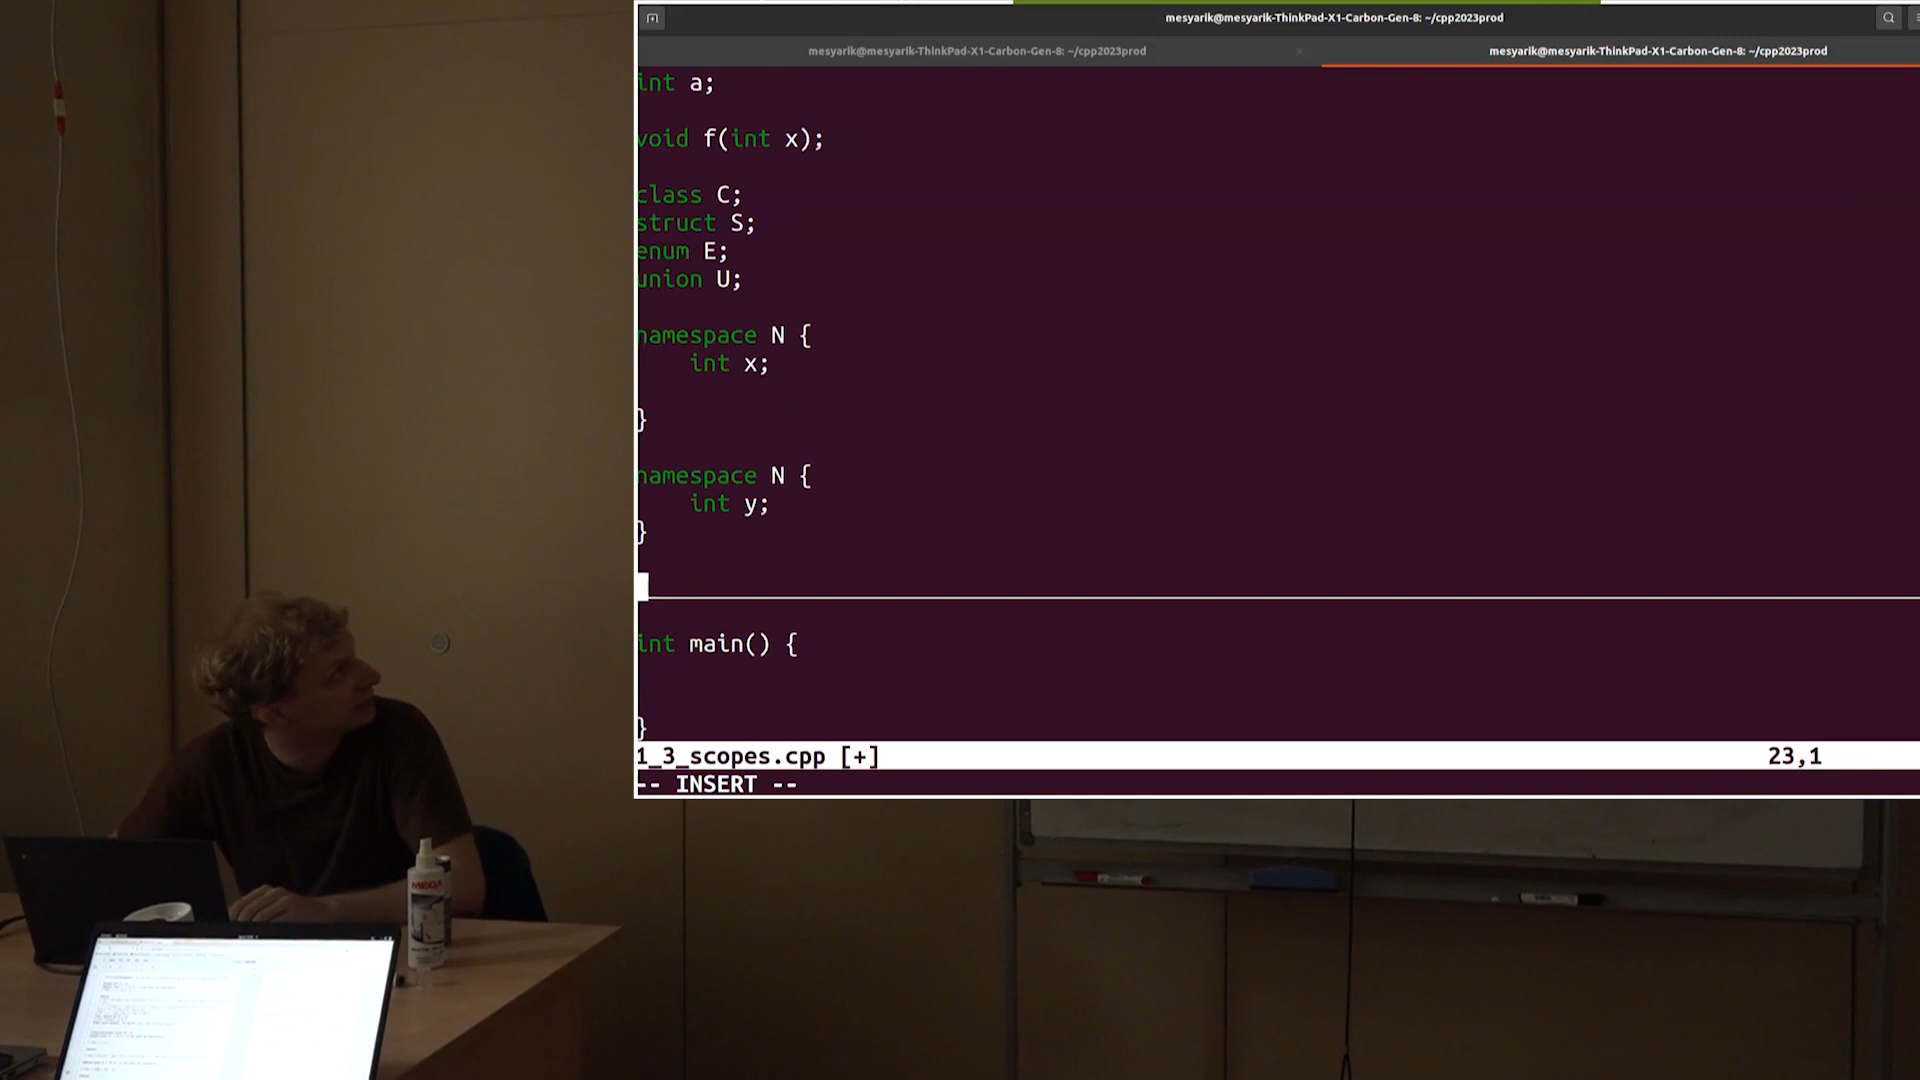 mesyarik@mesyarik-ThinkPad-X1-Carbon-Gen-8: ~/cpp2023prod
mesyarik@mesyarik-ThinkPad-X1-Carbon-Gen-8: ~/cpp2023prod
mesyarik@mesyarik-ThinkPad-X1-Carbon-Gen-8: ~/cpp2023prod
int a;
void f(int x);
class C;
struct S;
enum E;
union U;
namespace N {
int x;
}
namespace N {
int y;
}
int main() {
}
1_3_scopes.cpp [+] 23,1
-- INSERT --
MEGA